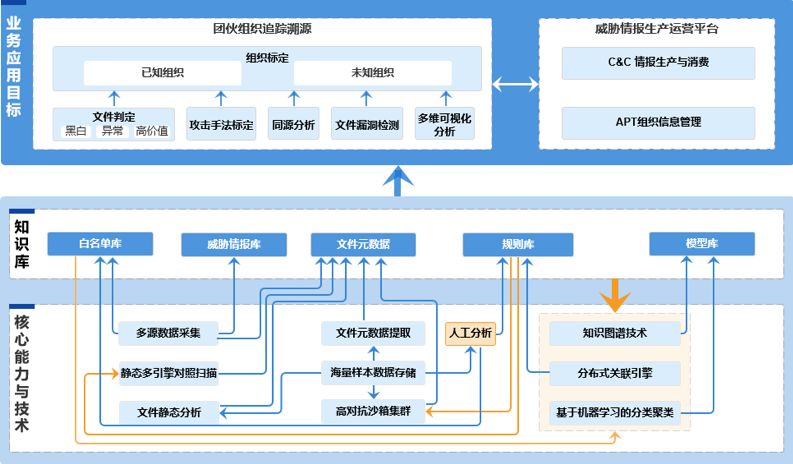 业务应用目标
团伙组织追踪溯源
组织标定
已知组织
未知组织
文件判定
黑白
异常
高价值
攻击手法标定
同源分析
文件漏洞检测
多维可视化
分析
威胁情报生产运营平台
C&C 情报生产与消费
APT组织信息管理
知识库
白名单库
威胁情报库
文件元数据
规则库
模型库
核心能力与技术
多源数据采集
文件元数据提取
人工分析
知识图谱技术
静态多引擎对照扫描
海量样本数据存储
分布式关联引擎
文件静态分析
高对抗沙箱集群
基于机器学习的分类聚类